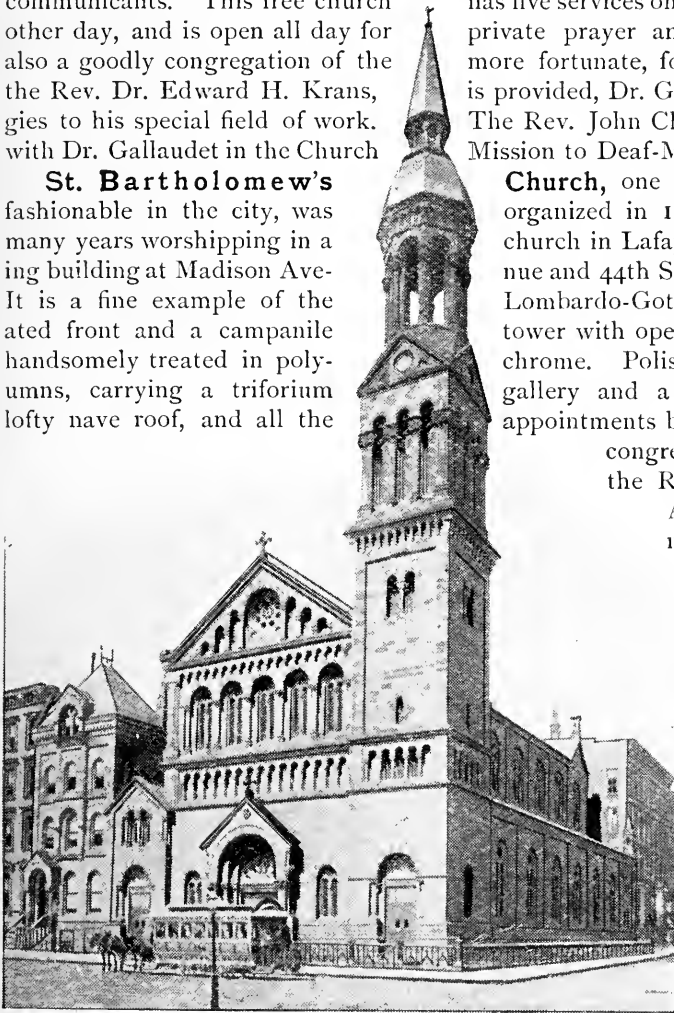 communicants. This free church has five services on
other day, and is open all day for private prayer an
also a goodly congregation of the more fortunate, fo
the Rev. Dr. Edward H. Krans, is provided, Dr. G
gies to his special field of work. The Rev. John Ch
with Dr. Gallaudet in the Church Mission to Deaf-M
St. Bartholomew's Church, one
fashionable in the city, was organized in 1
many years worshipping in a church in Lafa
ing building at Madison Ave- nue and 44th S
It is a fine example of the Lombardo-Got
ated front and a campanile tower with ope
handsomely treated in poly- chrome. Polis
umns, carrying a triforium gallery and a
lofty nave roof, and all the appointments b
congre
the R